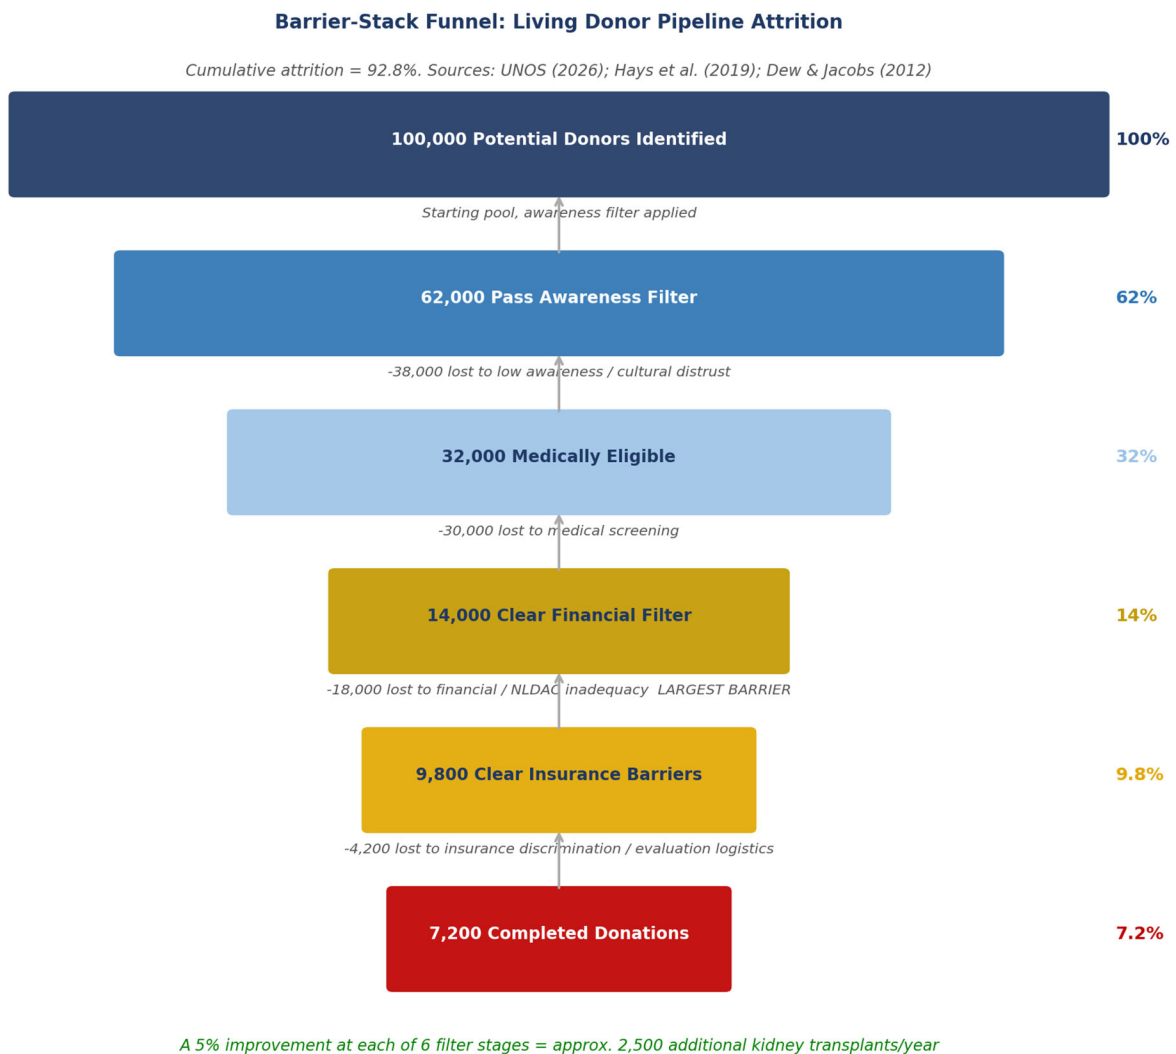 Barrier-Stack Funnel: Living Donor Pipeline Attrition
Cumulative attrition = 92.8%. Sources: UNOS (2026); Hays et al. (2019); Dew & Jacobs (2012)
100,000 Potential Donors Identified
100%
Starting pool, awareness filter applied
62,000 Pass Awareness Filter
62%
-38,000 lost to low awareness / cultural distrust
32,000 Medically Eligible
32%
-30,000 lost to medical screening
14,000 Clear Financial Filter
14%
-18,000 lost to financial / NLDAC inadequacy  LARGEST BARRIER
9,800 Clear Insurance Barriers
9.8%
-4,200 lost to insurance discrimination / evaluation logistics
7,200 Completed Donations
7.2%
A 5% improvement at each of 6 filter stages = approx. 2,500 additional kidney transplants/year